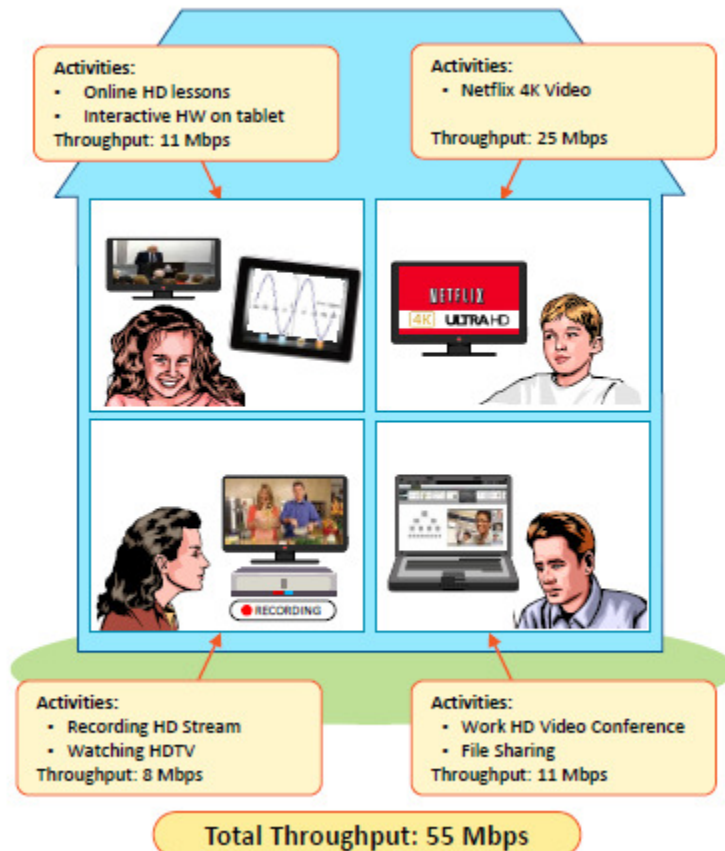 Activities:
• Online HD lessons
• Interactive HW on tablet
Throughput: 11 Mbps
Activities:
• Netflix 4K Video
Throughput: 25 Mbps
NETFLIX
4K ULTRA HD
RECORDING
Activities:
• Recording HD Stream
• Watching HDTV
Throughput: 8 Mbps
Activities:
• Work HD Video Conference
• File Sharing
Throughput: 11 Mbps
Total Throughput: 55 Mbps